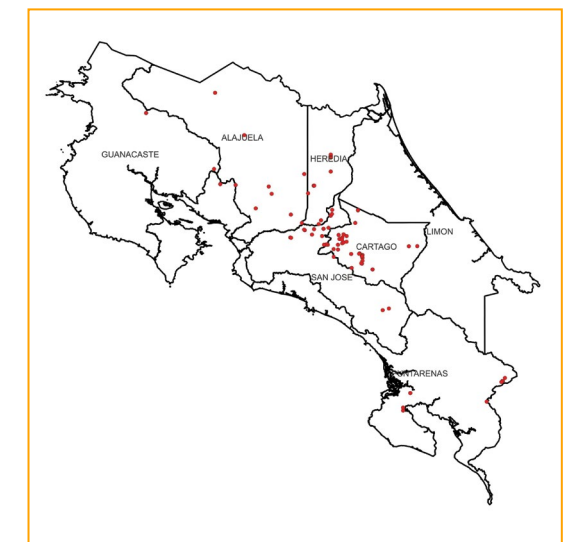 ALAJUELA
GUANACASTE
HEREDIA
LIMON
CARTAGO
SAN JOSE
PUNTARENAS